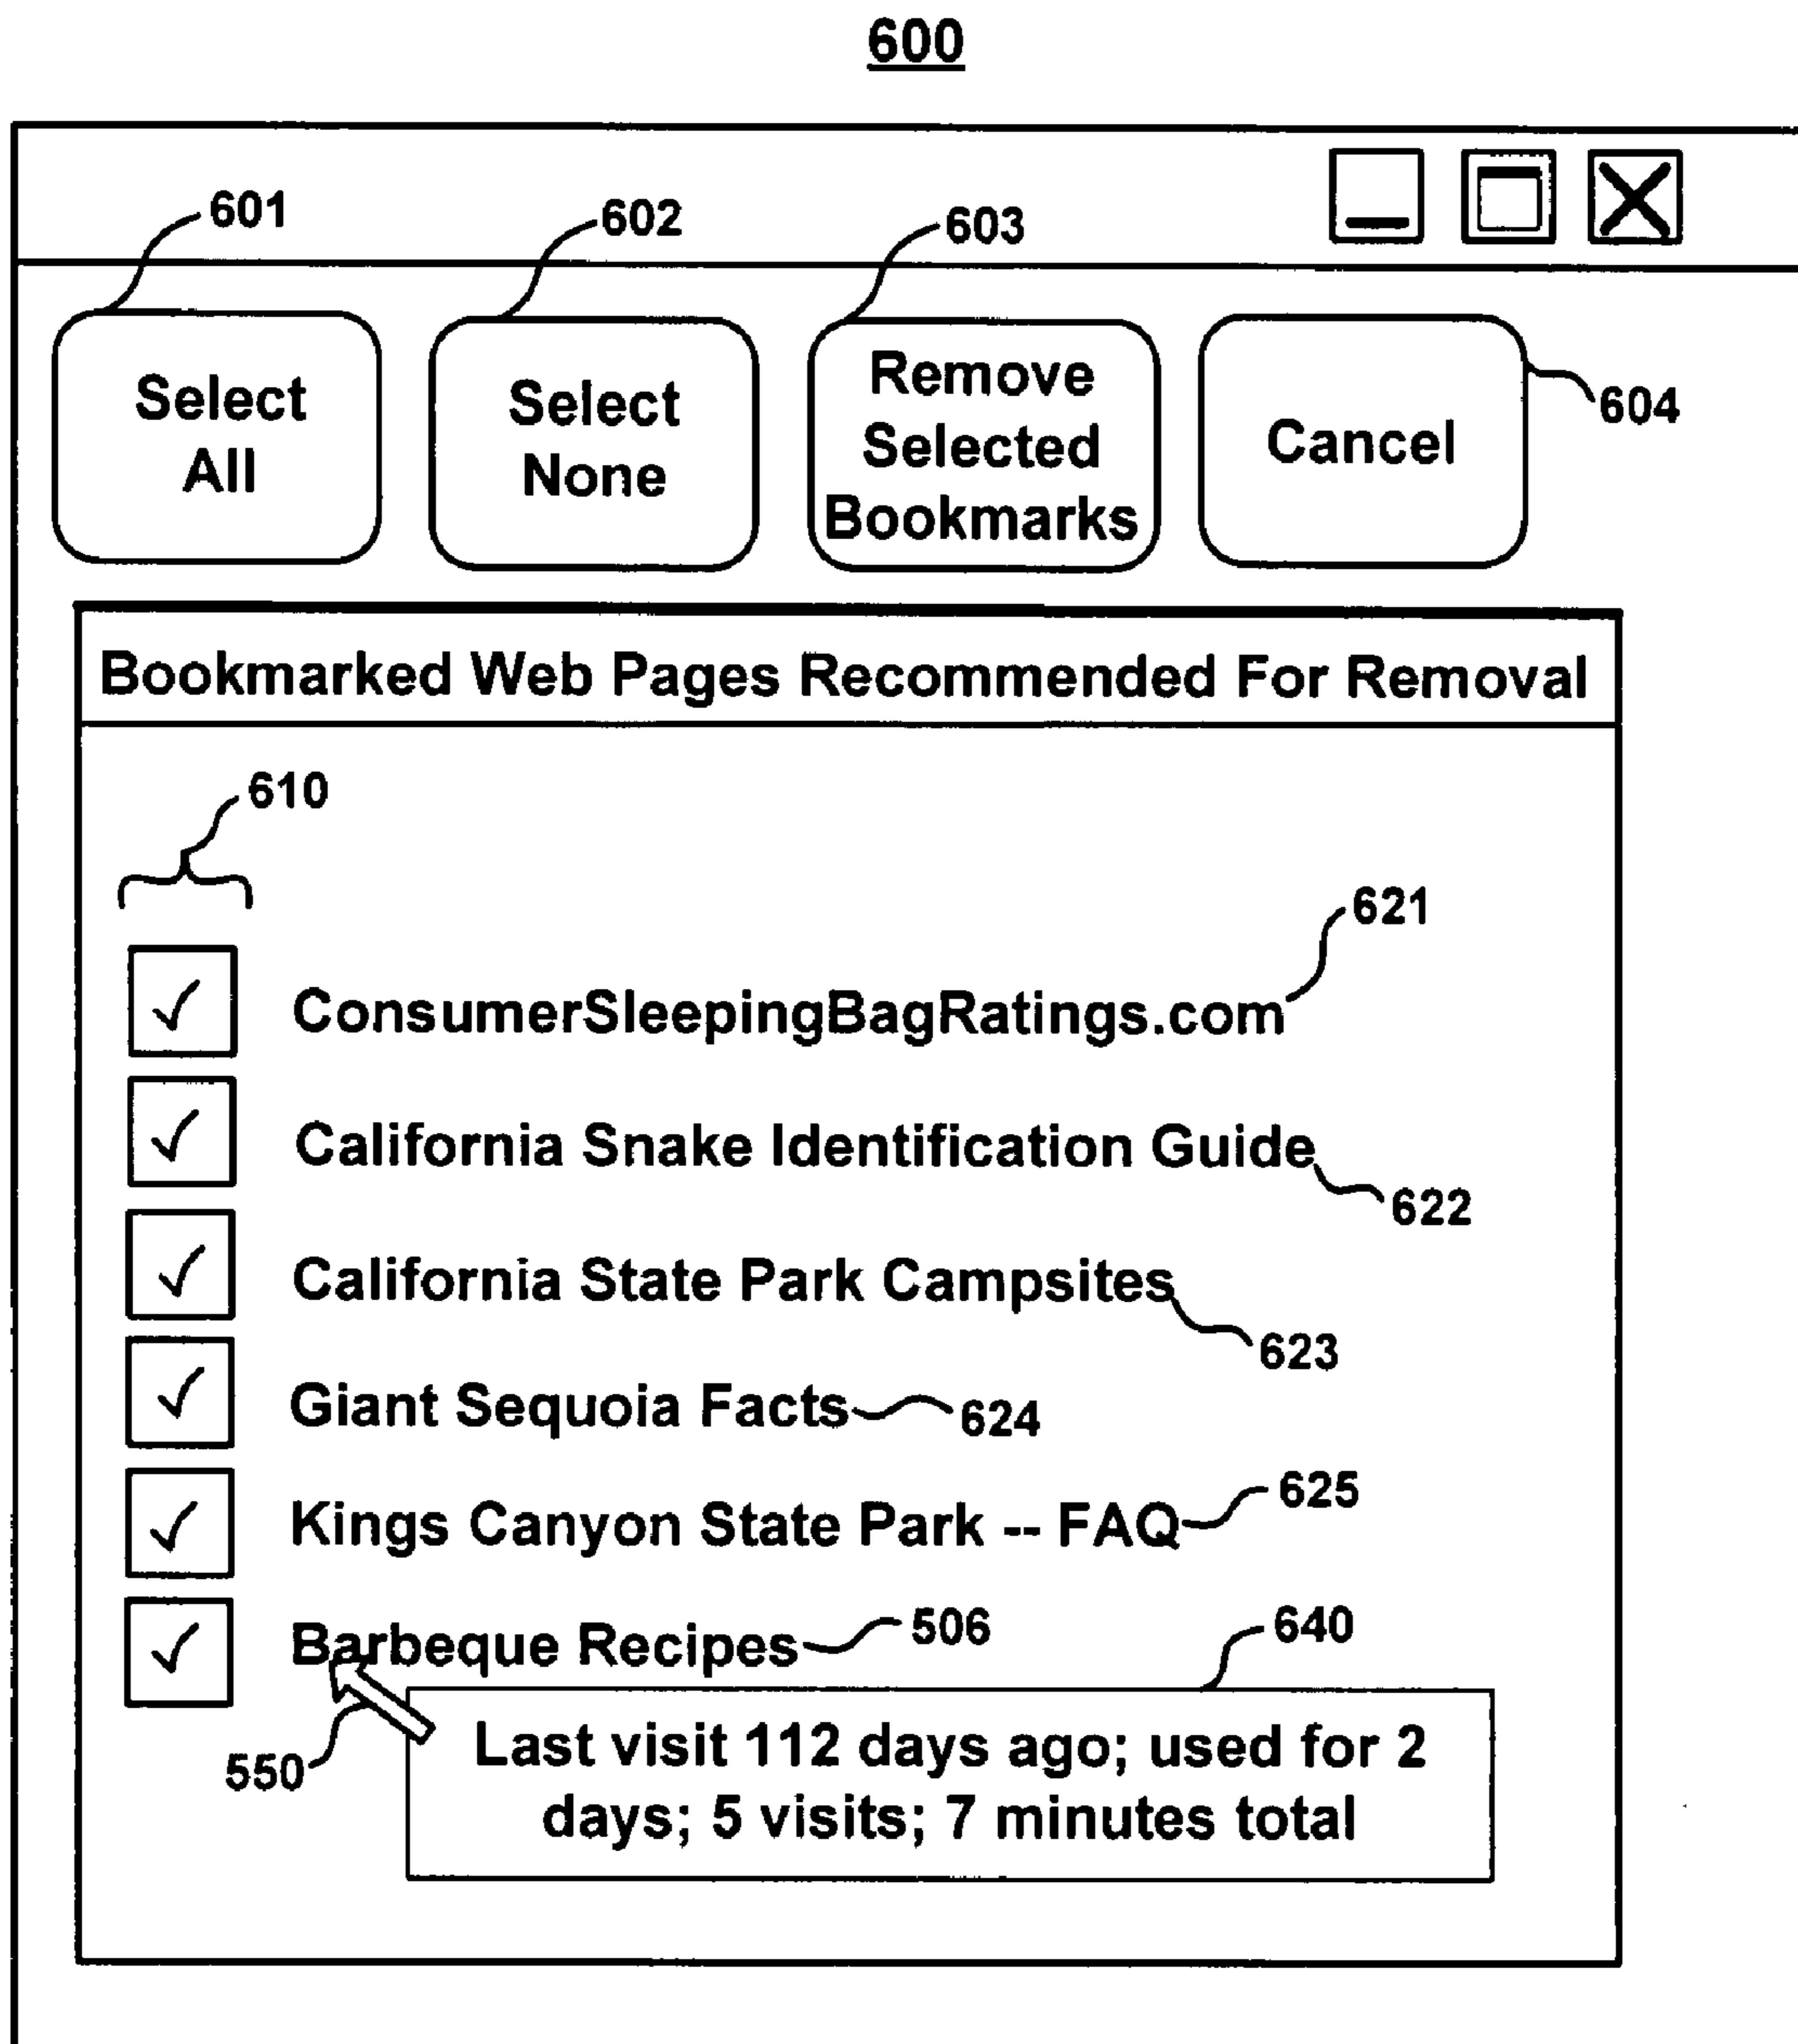 600
601
602
603
Select
All
Select
None
Remove
Selected
Bookmarks
Cancel
604
Bookmarked Web Pages Recommended For Removal
610
621
ConsumerSleepingBagRatings.com
California Snake Identification Guide
622
California State Park Campsites
623
Giant Sequoia Facts
624
Kings Canyon State Park -- FAQ
625
Barbeque Recipes
506
640
550
Last visit 112 days ago; used for 2
days; 5 visits; 7 minutes total